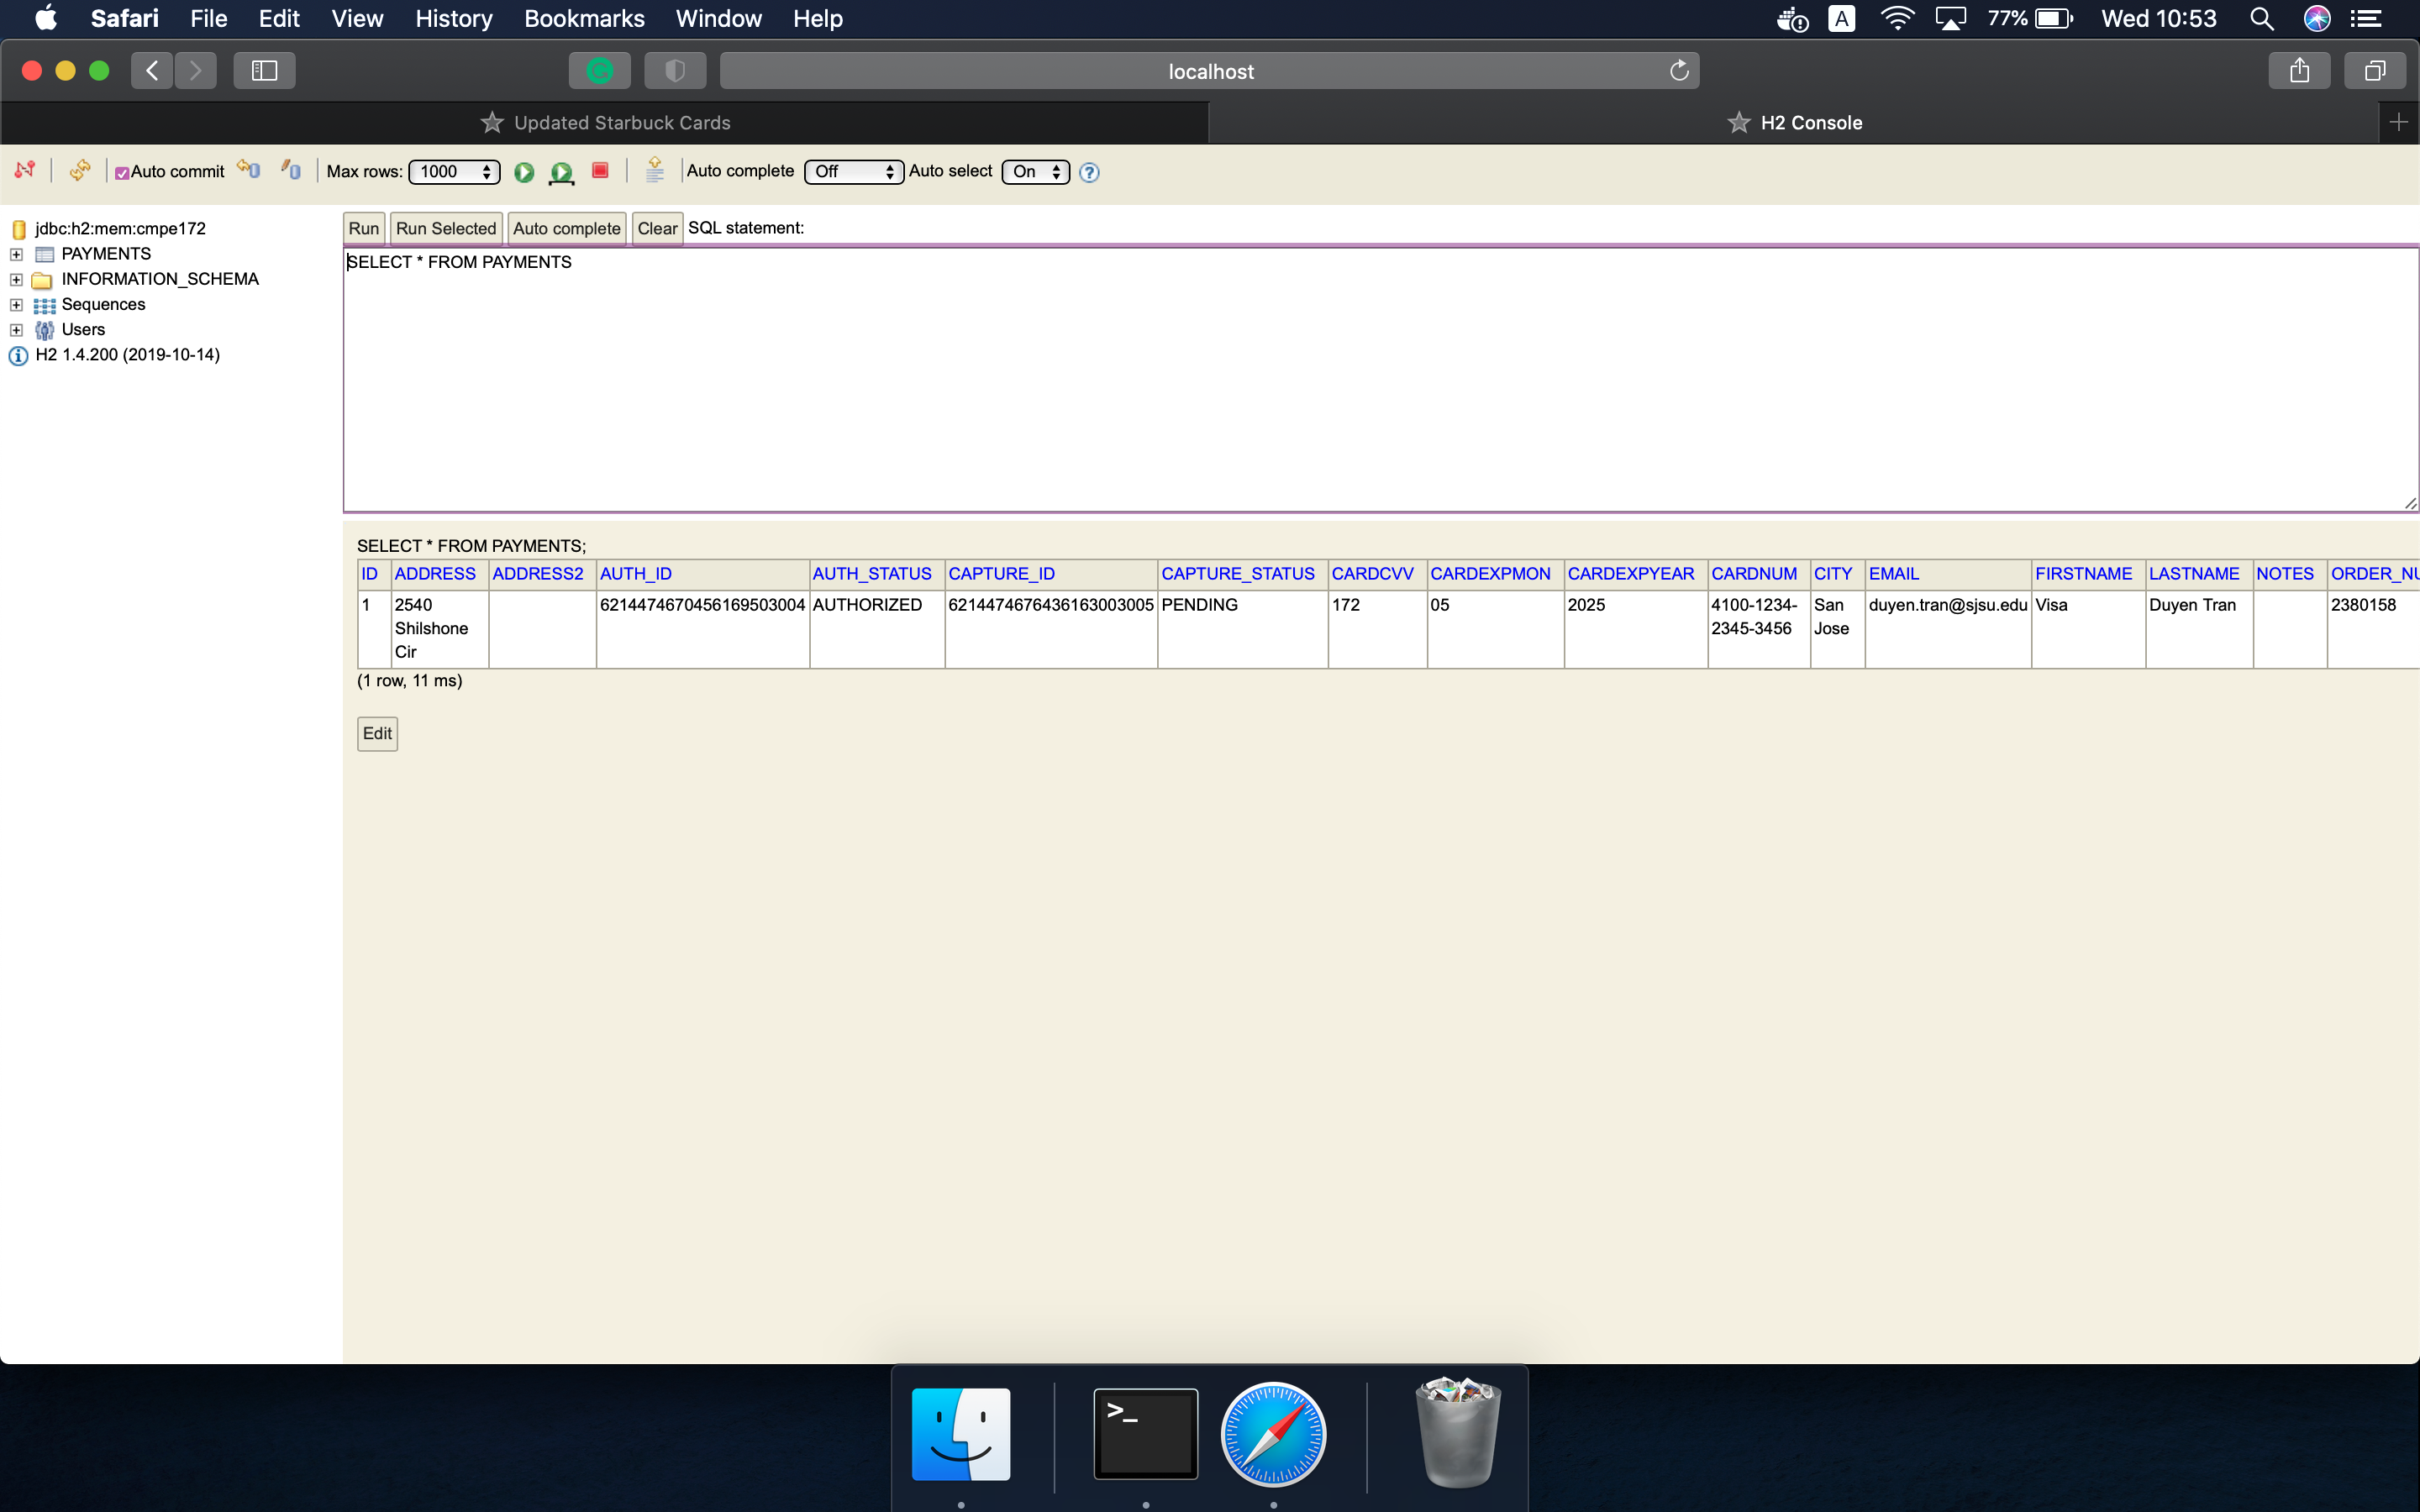 Safari File Edit View History Bookmarks Window Help A 77% Wed 10:53
localhost
Updated Starbuck Cards H2 Console
Auto commit Max rows: 1000 Auto complete Off Auto select On ?
jdbc:h2:mem:cmpe172
PAYMENTS
INFORMATION_SCHEMA
Sequences
Users
H2 1.4.200 (2019-10-14)
Run Run Selected Auto complete Clear SQL statement:
SELECT * FROM PAYMENTS
SELECT * FROM PAYMENTS;
ID ADDRESS ADDRESS2 AUTH_ID AUTH_STATUS CAPTURE_ID CAPTURE_STATUS CARDCVV CARDEXPMON CARDEXPYEAR CARDNUM CITY EMAIL FIRSTNAME LASTNAME NOTES ORDER_NU
1 2540 6214474670456169503004 AUTHORIZED 6214474676436163003005 PENDING 172 05 2025 4100-1234- San duyen.tran@sjsu.edu Visa Duyen Tran 2380158
Shilshone 2345-3456 Jose
Cir
(1 row, 11 ms)
Edit
>_